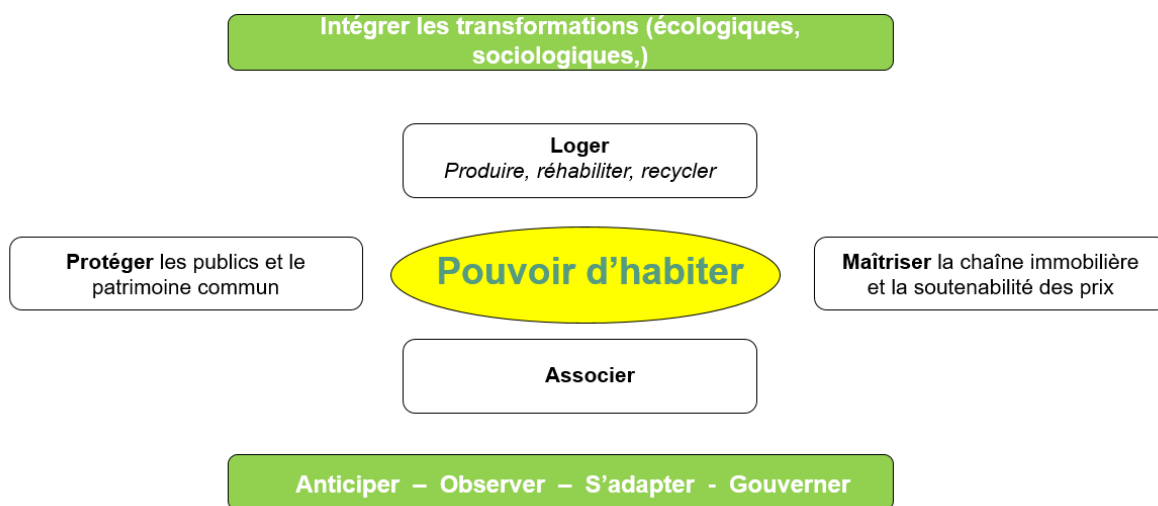 Intégrer les transformations (écologiques,
sociologiques,)
Loger
Produire, réhabiliter, recycler
Protéger les publics et le
patrimoine commun
Pouvoir d’habiter
Maîtriser la chaîne immobilière
et la soutenabilité des prix
Associer
Anticiper – Observer – S’adapter - Gouverner